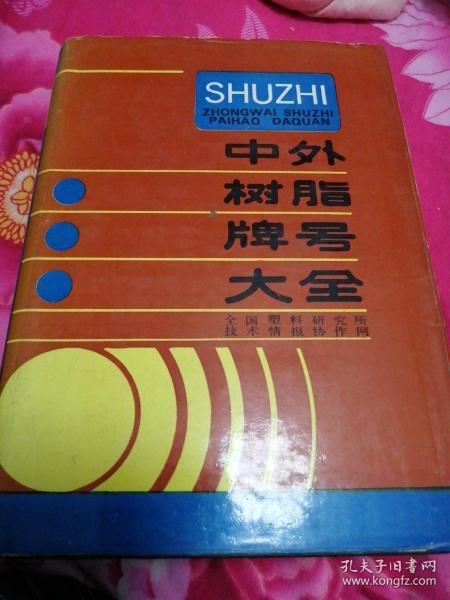 SHUZHI
ZHONGWAI SHUZHI
PAIHAO DAQUAN
中外
树脂
牌号
大全
全国塑料研究所
技术情报协作网
孔夫子旧书网
www.kongfz.com